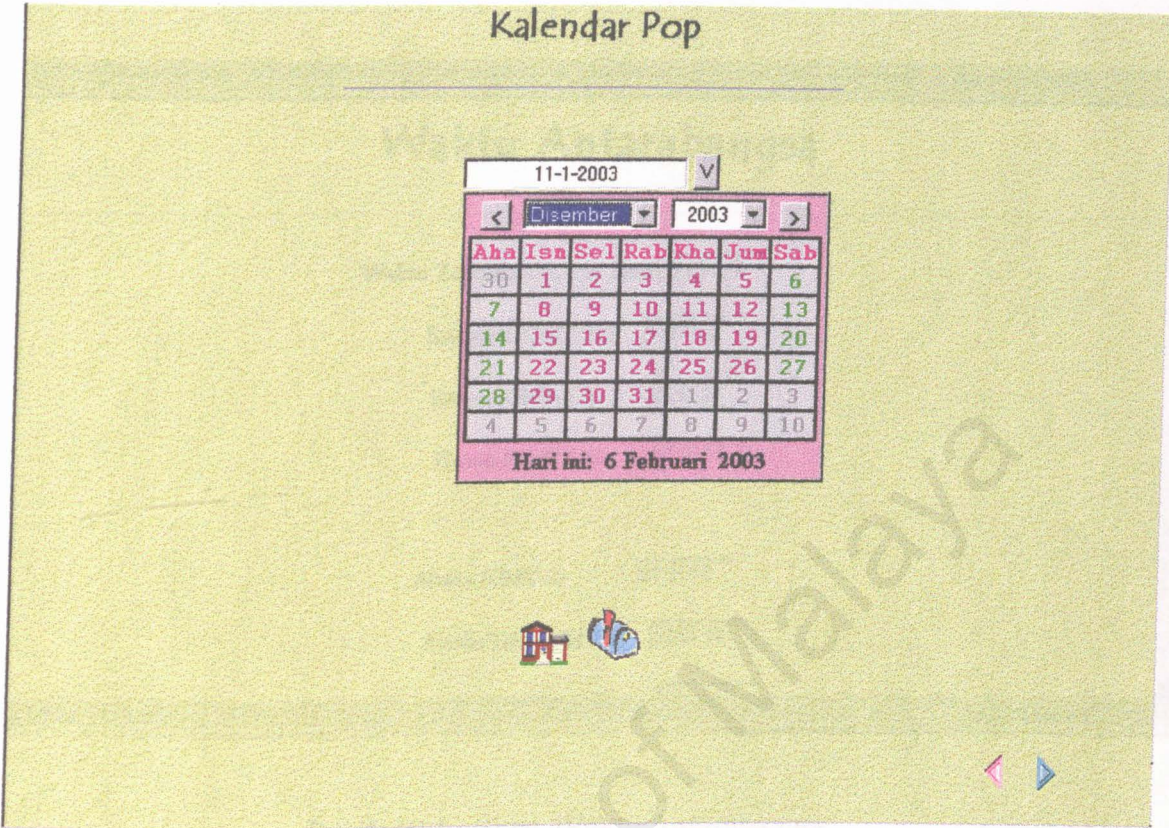 Kalendar Pop
11-1-2003 V
< Disember 2003 >
Aha Isn Sel Rab Kha Jum Sab
30 1 2 3 4 5 6
7 8 9 10 11 12 13
14 15 16 17 18 19 20
21 22 23 24 25 26 27
28 29 30 31 1 2 3
4 5 6 7 8 9 10
Hari ini: 6 Februari 2003
of Malaya